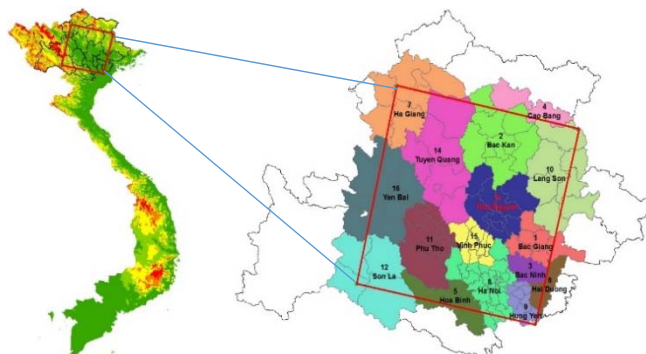 4
Cao Bang
7
Ha Giang
2
Bac Kan
14
Tuyen Quang
10
Lang Son
16
Yen Bai
15
Vinh Phuc
1
Bac Giang
11
Phu Tho
12
Son La
3
Bac Ninh
5
Hoa Binh
6
Ha Noi
8
Hai Duong
9
Hung Yen